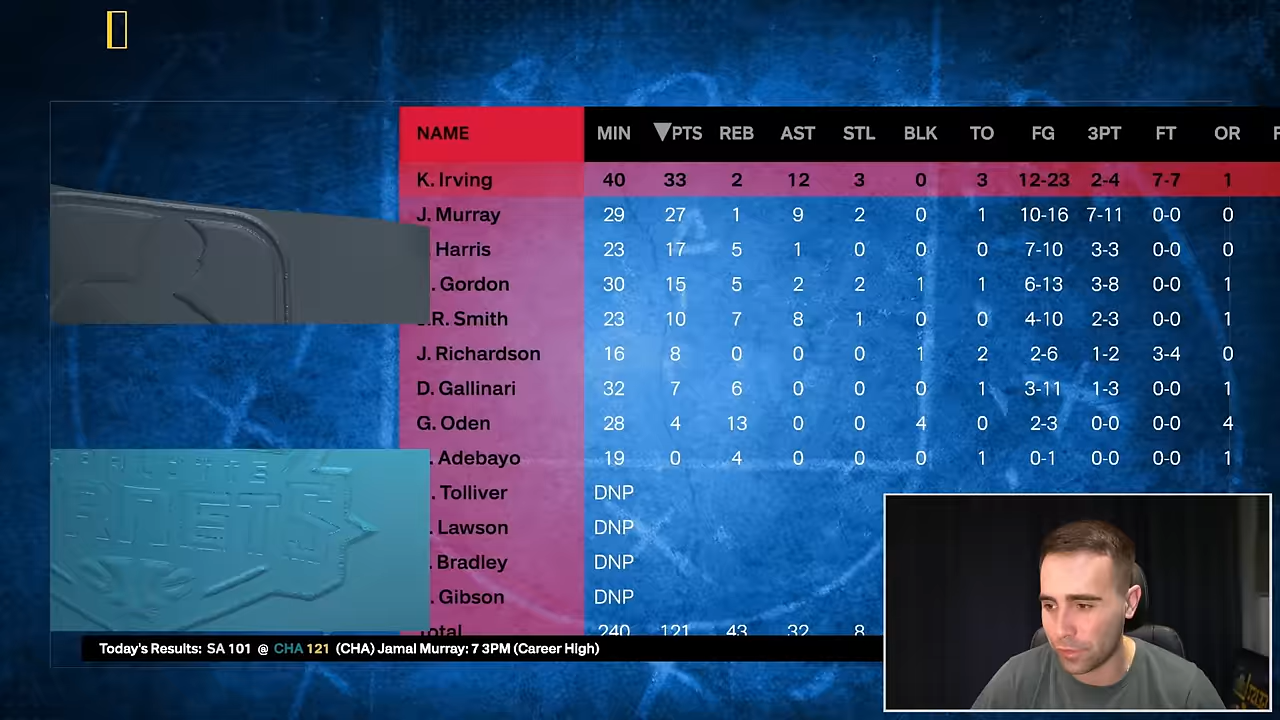 NAME MIN PTS REB AST STL BLK TO FG 3PT FT OR
K. Irving 40 33 2 12 3 0 3 12-23 2-4 7-7 1
J. Murray 29 27 1 9 2 0 1 10-16 7-11 0-0 0
Harris 23 17 5 1 0 0 0 7-10 3-3 0-0 0
. Gordon 30 15 5 2 2 1 1 6-13 3-8 0-0 1
.R. Smith 23 10 7 8 1 0 0 4-10 2-3 0-0 1
J. Richardson 16 8 0 0 0 1 2 2-6 1-2 3-4 0
D. Gallinari 32 7 6 0 0 0 1 3-11 1-3 0-0 1
G. Oden 28 4 13 0 0 4 0 2-3 0-0 0-0 4
. Adebayo 19 0 4 0 0 0 1 0-1 0-0 0-0 1
. Tolliver DNP
. Lawson DNP
. Bradley DNP
. Gibson DNP
Total 240 121 43 32 8
Today's Results: SA 101 @ CHA 121 (CHA) Jamal Murray: 7 3PM (Career High)